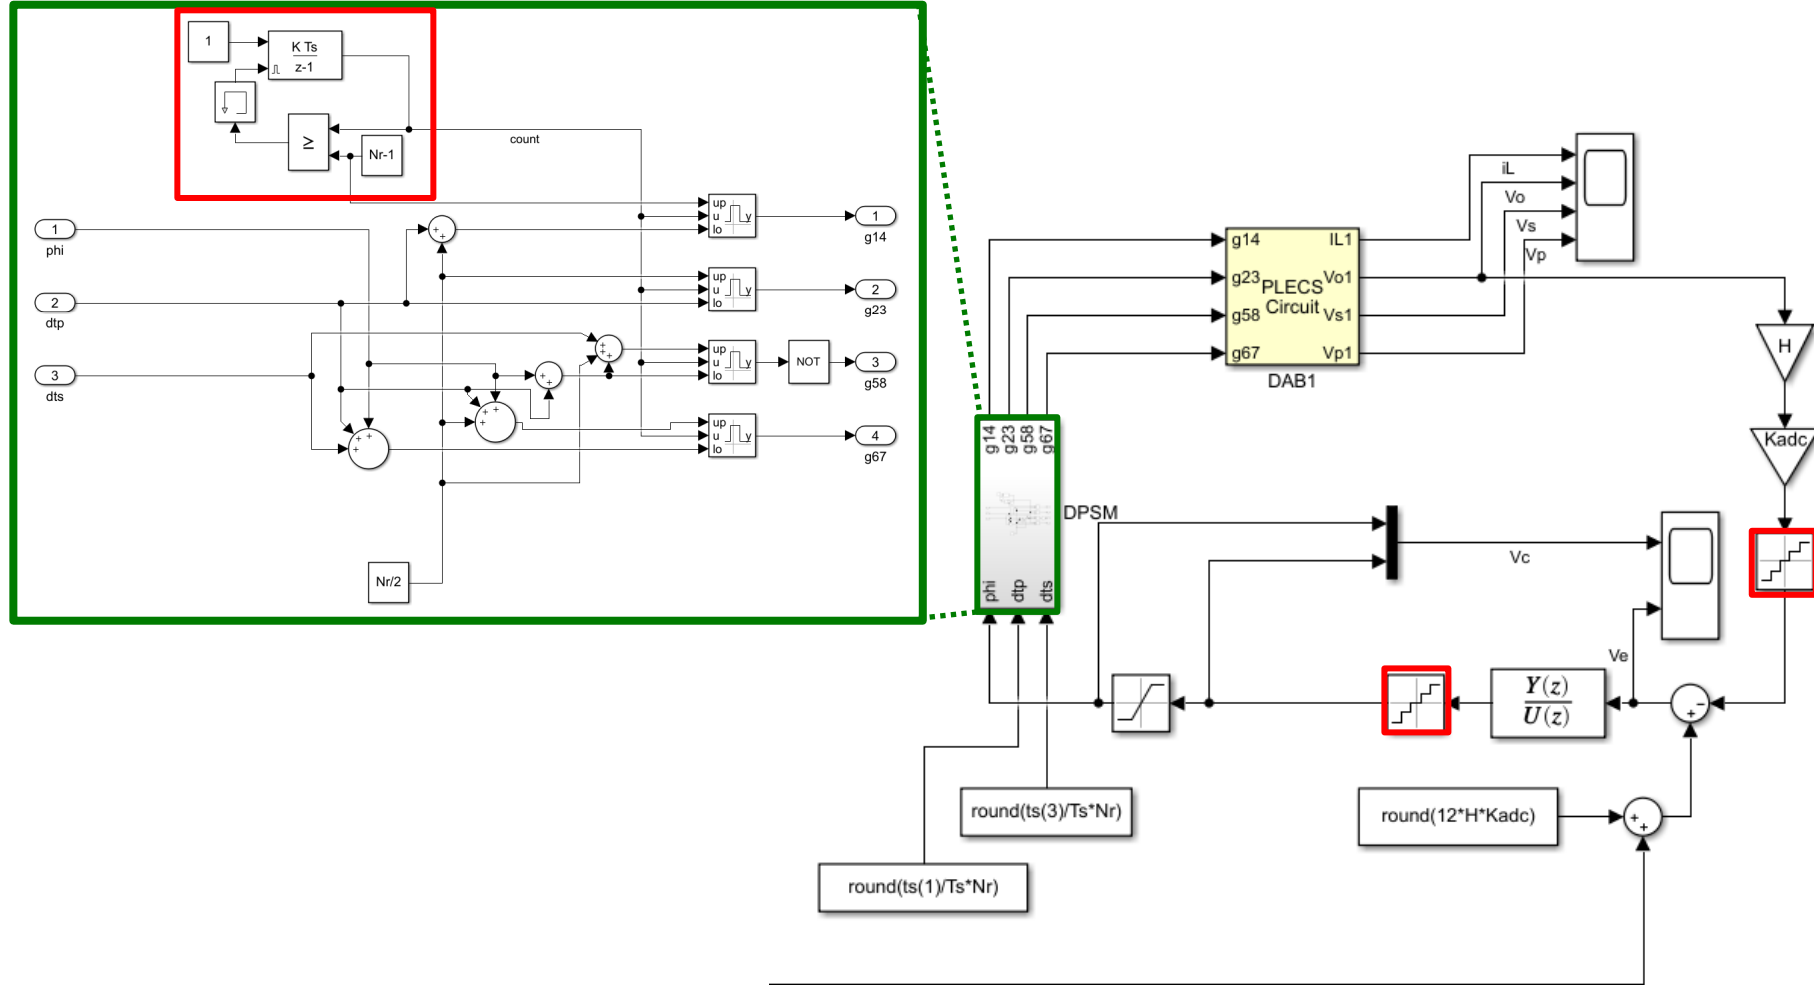 1
K Ts
z-1
≥
Nr-1
count
1
phi
2
dtp
3
dts
+
+
+
+
+
+
+
+
+
+
+
+
+
+
Nr/2
up
u
lo
y
1
g14
up
u
lo
y
2
g23
up
u
lo
y
NOT
3
g58
up
u
lo
y
4
g67
g14
g23
g58
g67
PLECS
Circuit
IL1
Vo1
Vs1
Vp1
DAB1
iL
Vo
Vs
Vp
H
Kadc
g14
g23
g58
g67
phi
dtp
dts
DPSM
Vc
Ve
Y(z)
U(z)
+
−
round(ts(3)/Ts*Nr)
round(12*H*Kadc)
+
+
round(ts(1)/Ts*Nr)